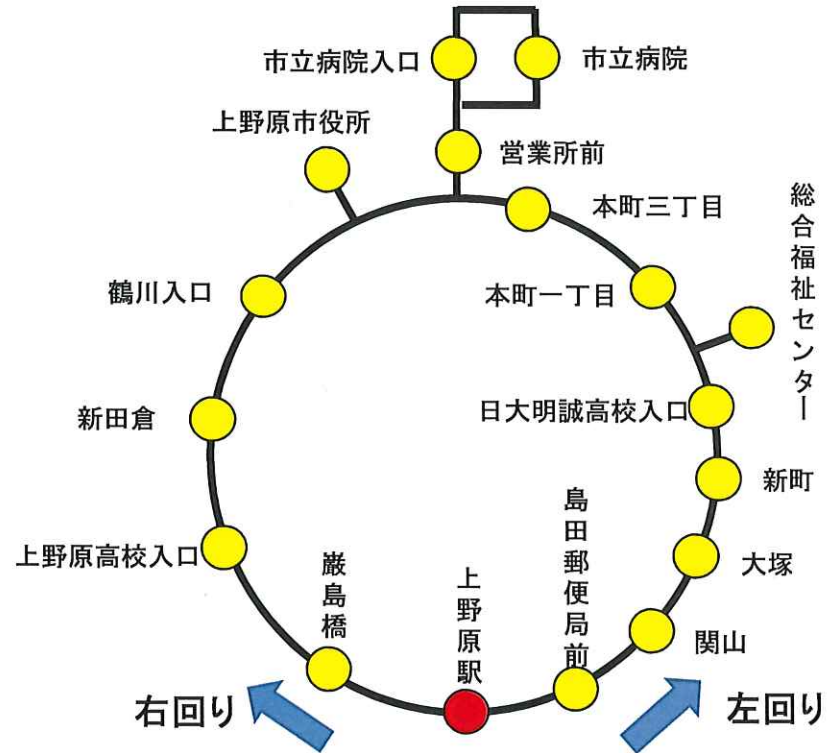 市立病院入口
市立病院
上野原市役所
営業所前
本町三丁目
総合福祉センター
鶴川入口
本町一丁目
新田倉
日大明誠高校入口
新町
島田郵便局前
上野原高校入口
巌島橋
上野原駅
大塚
関山
右回り
左回り